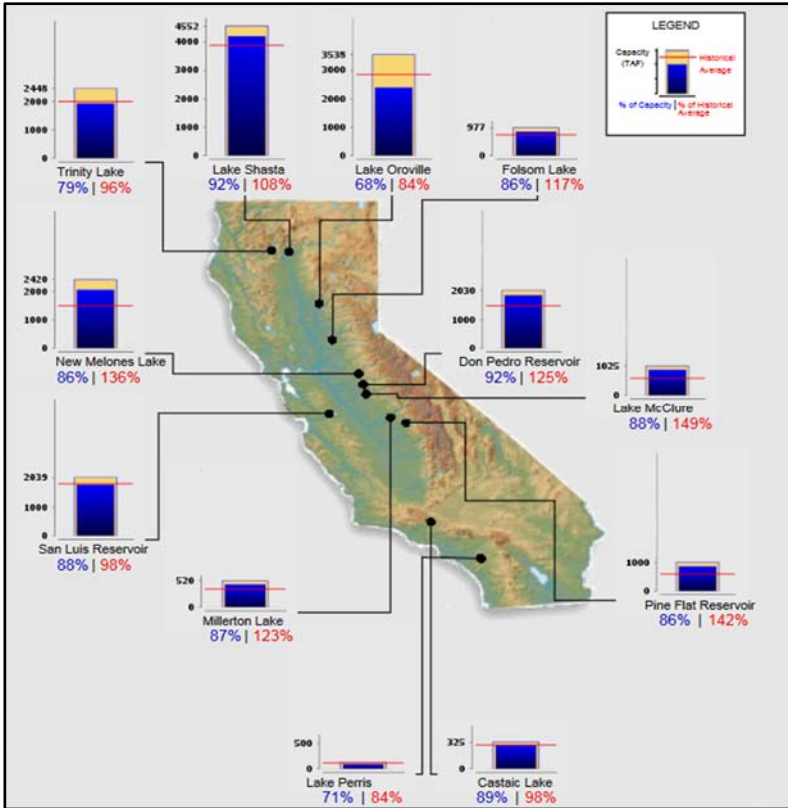 LEGEND
Capacity
(TAF)
Historical
Average
% of Capacity | % of Historical
Average
2448
2000
1000
0
Trinity Lake
79% | 96%
4552
4000
3000
2000
1000
0
Lake Shasta
92% | 108%
3538
3000
2000
1000
0
Lake Oroville
68% | 84%
977
0
Folsom Lake
86% | 117%
2420
2000
1000
0
New Melones Lake
86% | 136%
2030
1000
0
Don Pedro Reservoir
92% | 125%
1025
0
Lake McClure
88% | 149%
2039
1000
0
San Luis Reservoir
88% | 98%
520
0
Millerton Lake
87% | 123%
1000
0
Pine Flat Reservoir
86% | 142%
500
0
Lake Perris
71% | 84%
325
0
Castaic Lake
89% | 98%